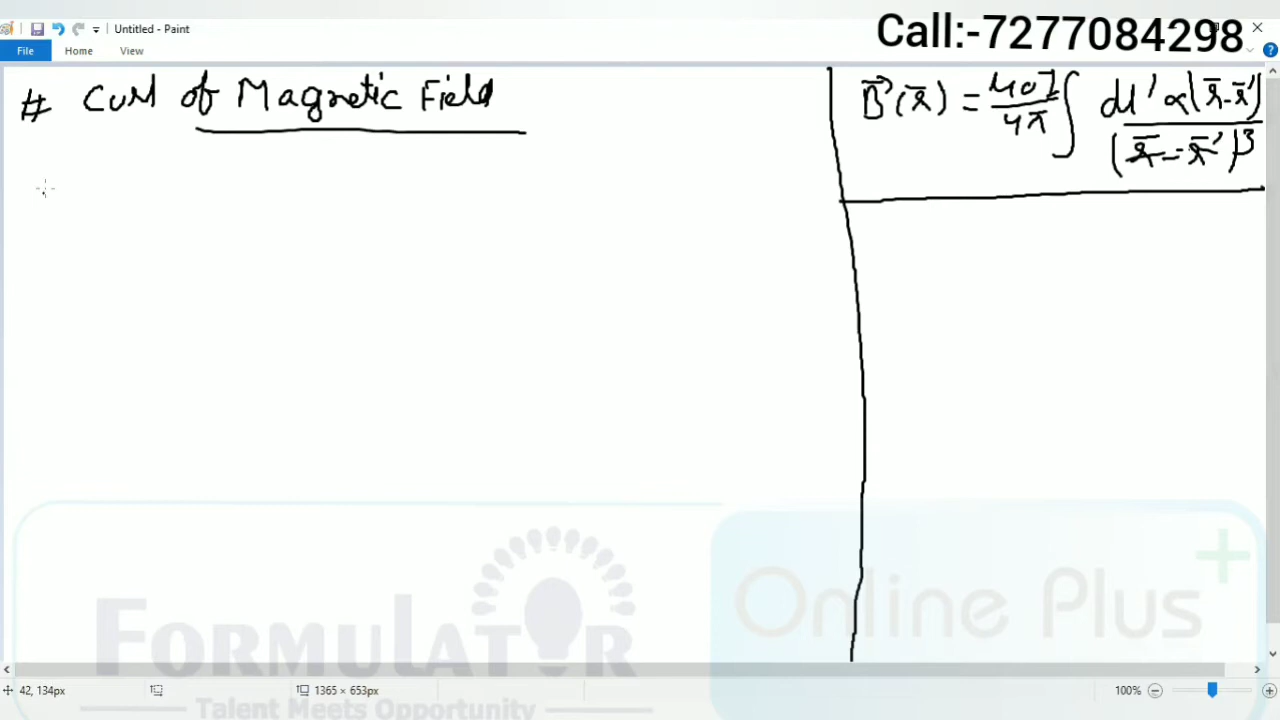 Untitled - Paint
Call:-7277084298
File Home View
# Curl of Magnetic Field
B⃗(r̄) = μ0I/4π ∫ dl' × (r̄-r̄')/(r̄-r̄')^3
FORMULATOR
Talent Meets Opportunity
Online Plus+
42, 134px
1365 × 653px
100%